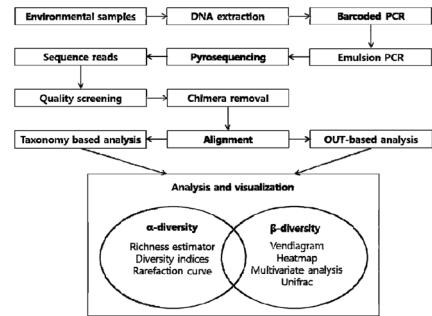 Environmental samples
DNA extraction
Barcoded PCR
Sequence reads
Pyrosequencing
Emulsion PCR
Quality screening
Chimera removal
Taxonomy based analysis
Alignment
OUT-based analysis
Analysis and visualization
α-diversity
Richness estimator
Diversity indices
Rarefaction curve
β-diversity
Vendiagram
Heatmap
Multivariate analysis
Unifrac